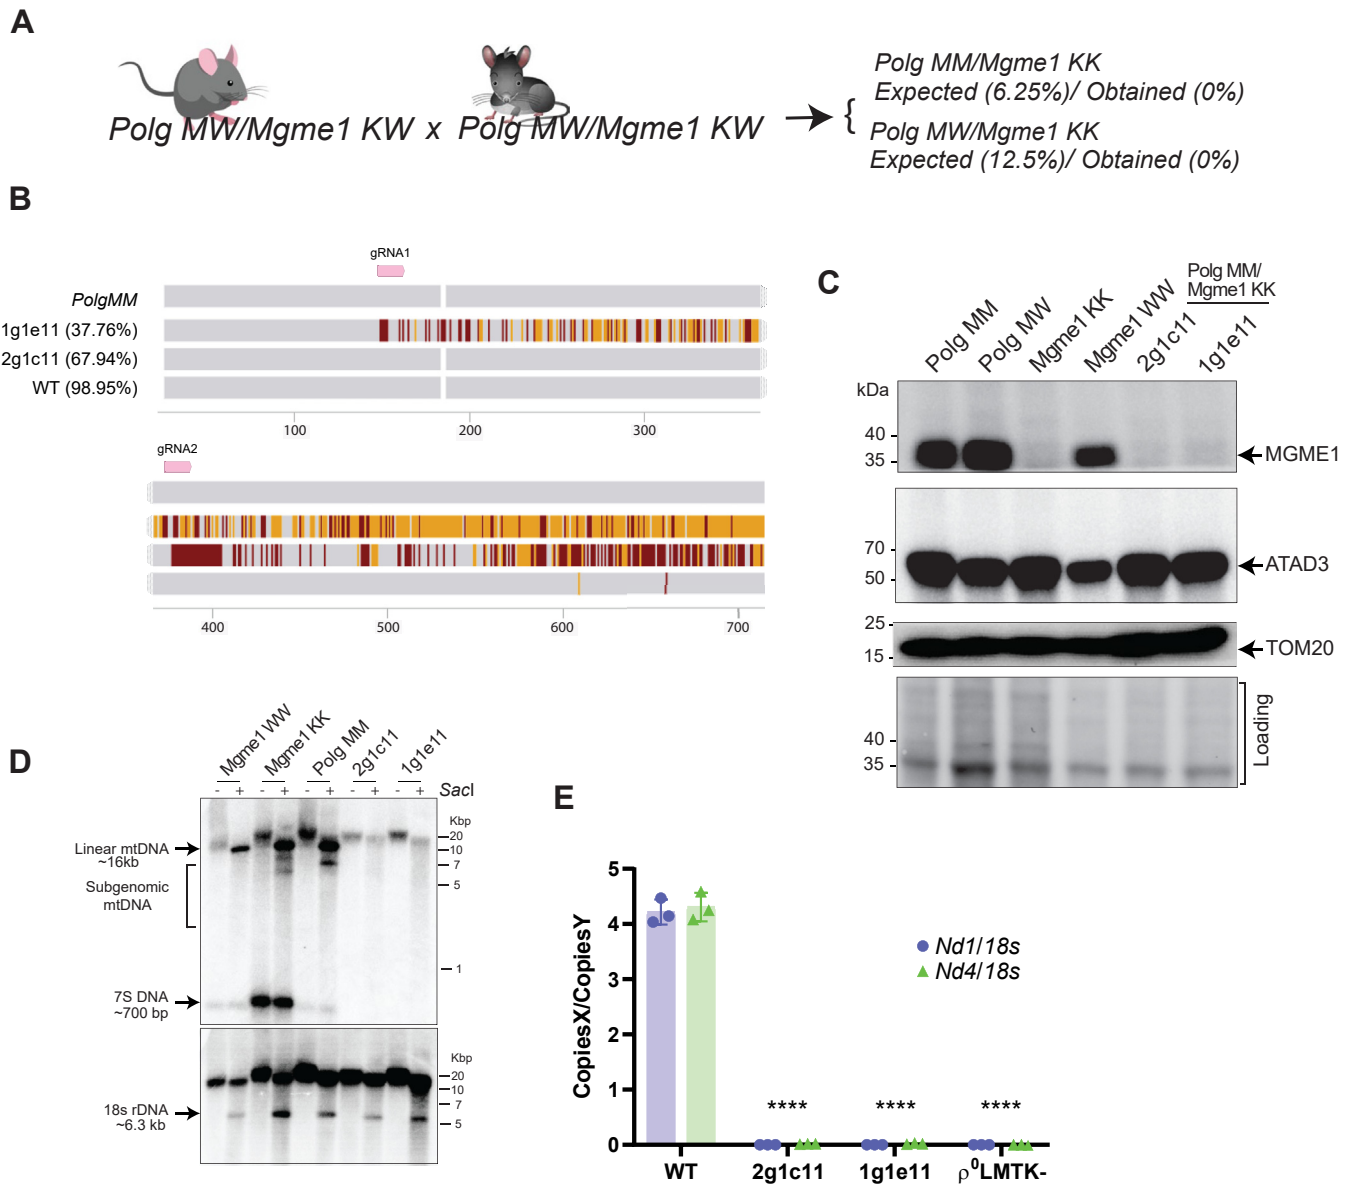 A
Polg MW/Mgme1 KW x Polg MW/Mgme1 KW
{
Polg MM/Mgme1 KK
Expected (6.25%)/ Obtained (0%)
Polg MW/Mgme1 KK
Expected (12.5%)/ Obtained (0%)
B
gRNA1
PolgMM
1g1e11 (37.76%)
2g1c11 (67.94%)
WT (98.95%)
100 200 300
gRNA2
400 500 600 700
C
Polg MM
Polg MW
Mgme1 KK
Mgme1 WW
2g1c11
1g1e11
Polg MM/
Mgme1 KK
kDa
40
35
MGME1
70
50
ATAD3
25
15
TOM20
40
35
Loading
D
Mgme1 WW
Mgme1 KK
Polg MM
2g1c11
1g1e11
- + - + - + - + - + SacI
Kbp
20
10
7
5
1
Linear mtDNA
~16kb
Subgenomic
mtDNA
7S DNA
~700 bp
Kbp
20
10
7
5
18s rDNA
~6.3 kb
E
CopiesX/CopiesY
5
4
3
2
1
0
Nd1/18s
Nd4/18s
**** **** ****
WT 2g1c11 1g1e11 ρ⁰LMTK-